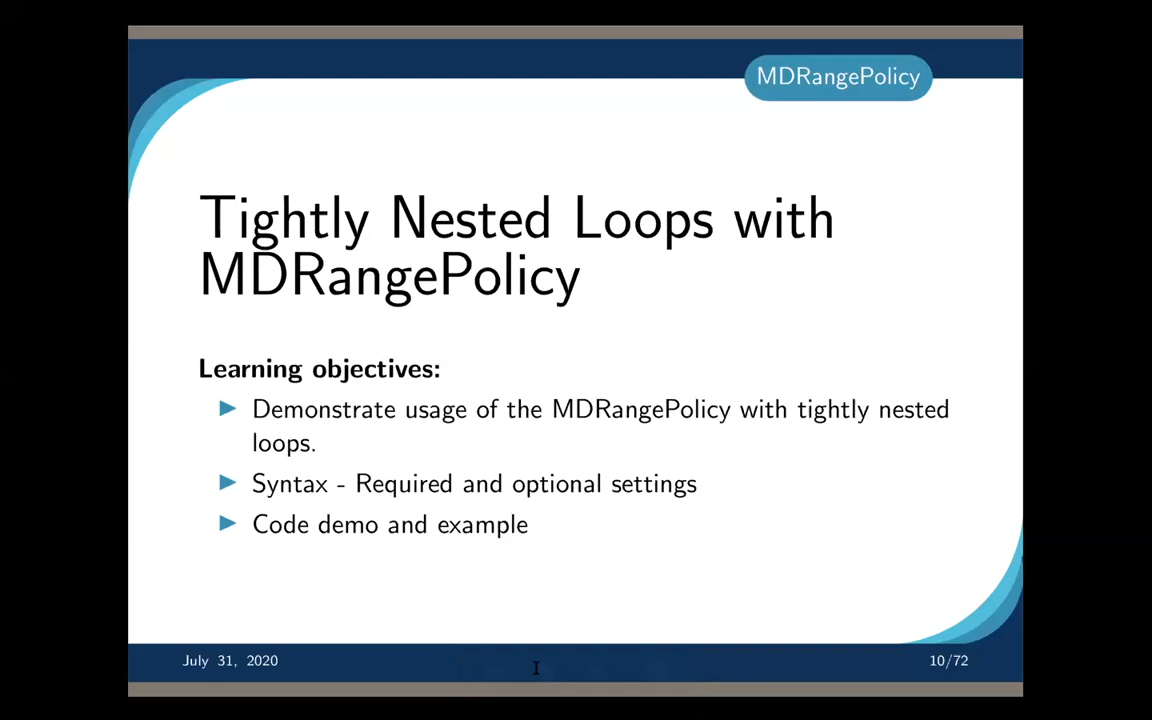 MDRangePolicy
Tightly Nested Loops with
MDRangePolicy
Learning objectives:
Demonstrate usage of the MDRangePolicy with tightly nested
loops.
Syntax - Required and optional settings
Code demo and example
July 31, 2020
10/72